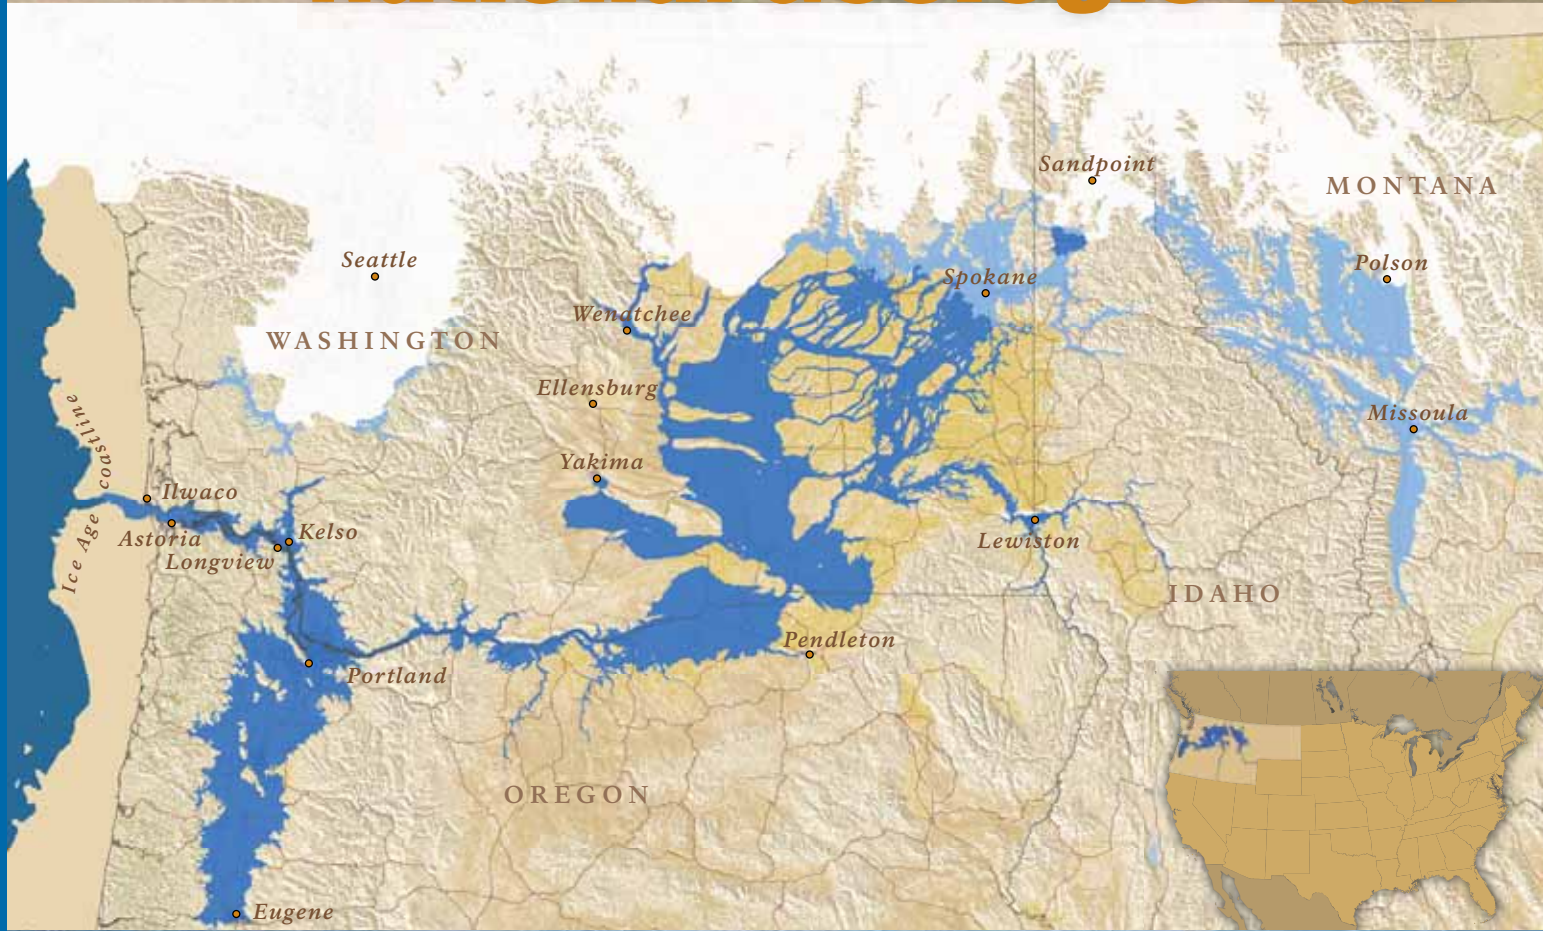 Sandpoint
MONTANA
Seattle
Polson
Spokane
Wenatchee
WASHINGTON
Ellensburg
Missoula
Yakima
Ice Age coastline
Ilwaco
Astoria
Kelso
Longview
Lewiston
IDAHO
Pendleton
Portland
OREGON
Eugene